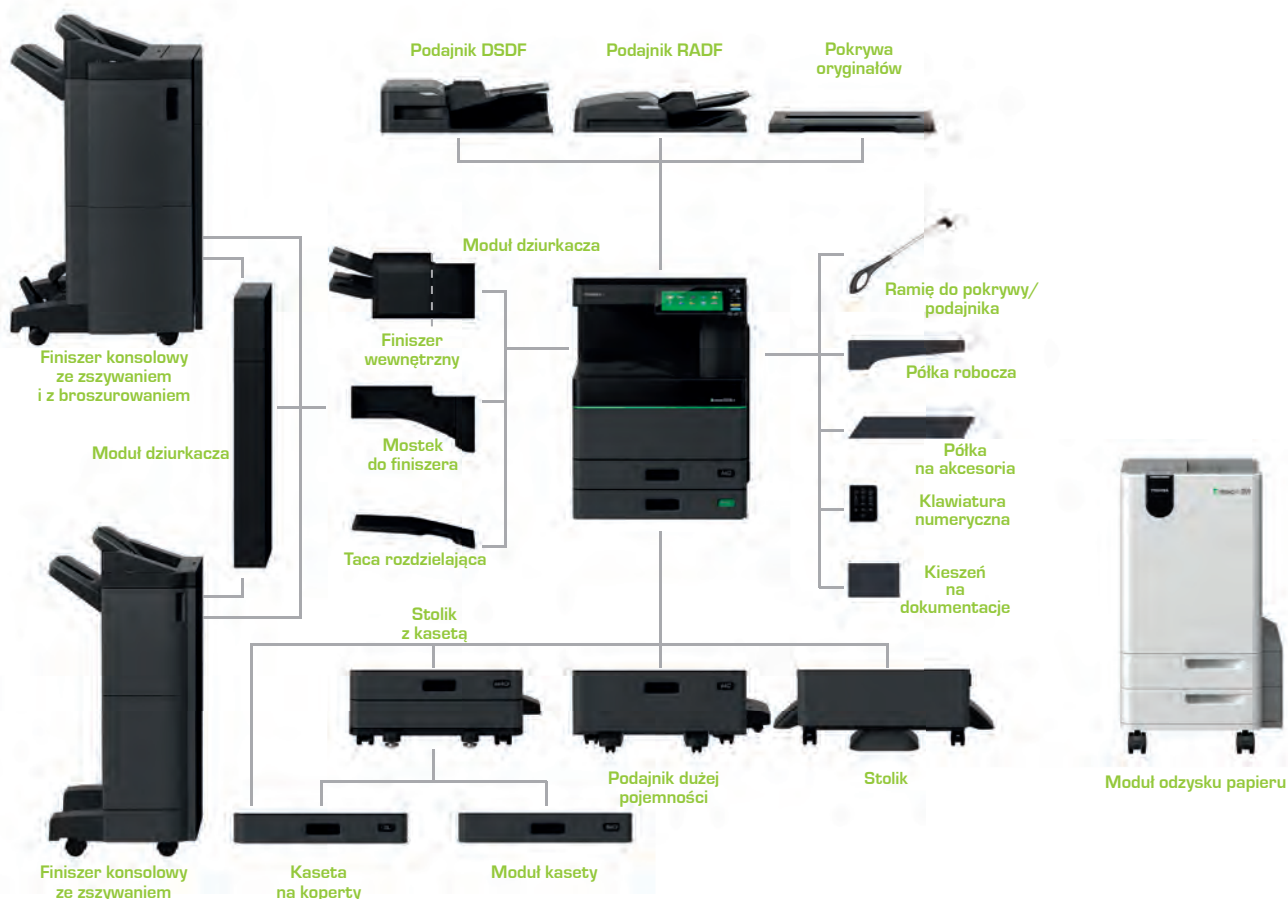 Podajnik DSDF
Podajnik RADF
Pokrywa
oryginałów
Moduł dziurkacza
Ramię do pokrywy/
podajnika
Finiszer
wewnętrzny
Finiszer konsolowy
ze zszywaniem
i z broszurowaniem
Półka robocza
Moduł dziurkacza
Mostek
do finiszera
Półka
na akcesoria
Klawiatura
numeryczna
Taca rozdzielająca
Kieszeń
na
dokumentacje
Stolik
z kasetą
TOSHIBA
Podajnik dużej
pojemności
Stolik
Moduł odzysku papieru
Finiszer konsolowy
ze zszywaniem
Kaseta
na koperty
Moduł kasety